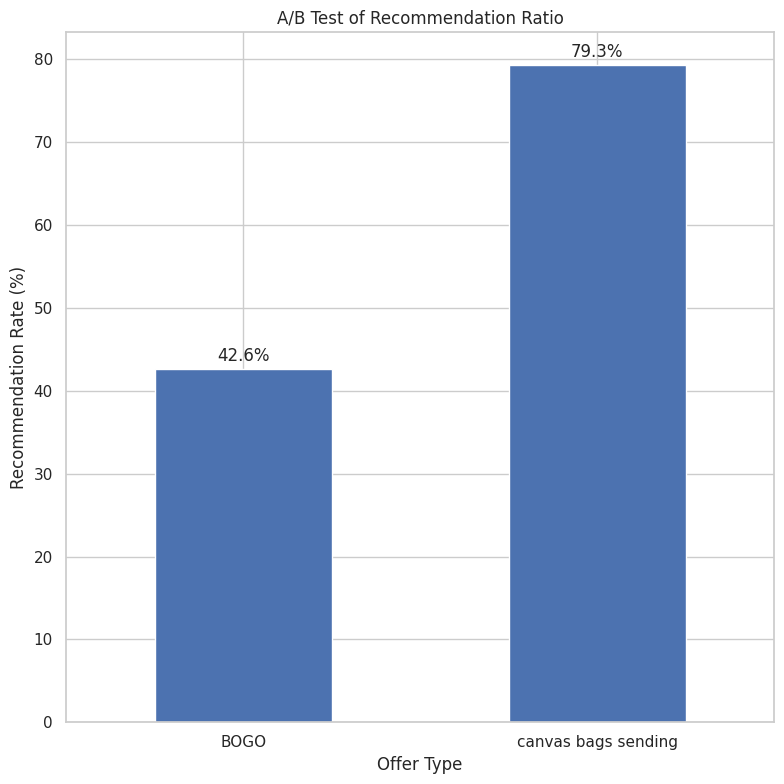 A/B Test of Recommendation Ratio
80
70
60
50
40
30
20
10
0
Recommendation Rate (%)
42.6%
79.3%
BOGO
canvas bags sending
Offer Type